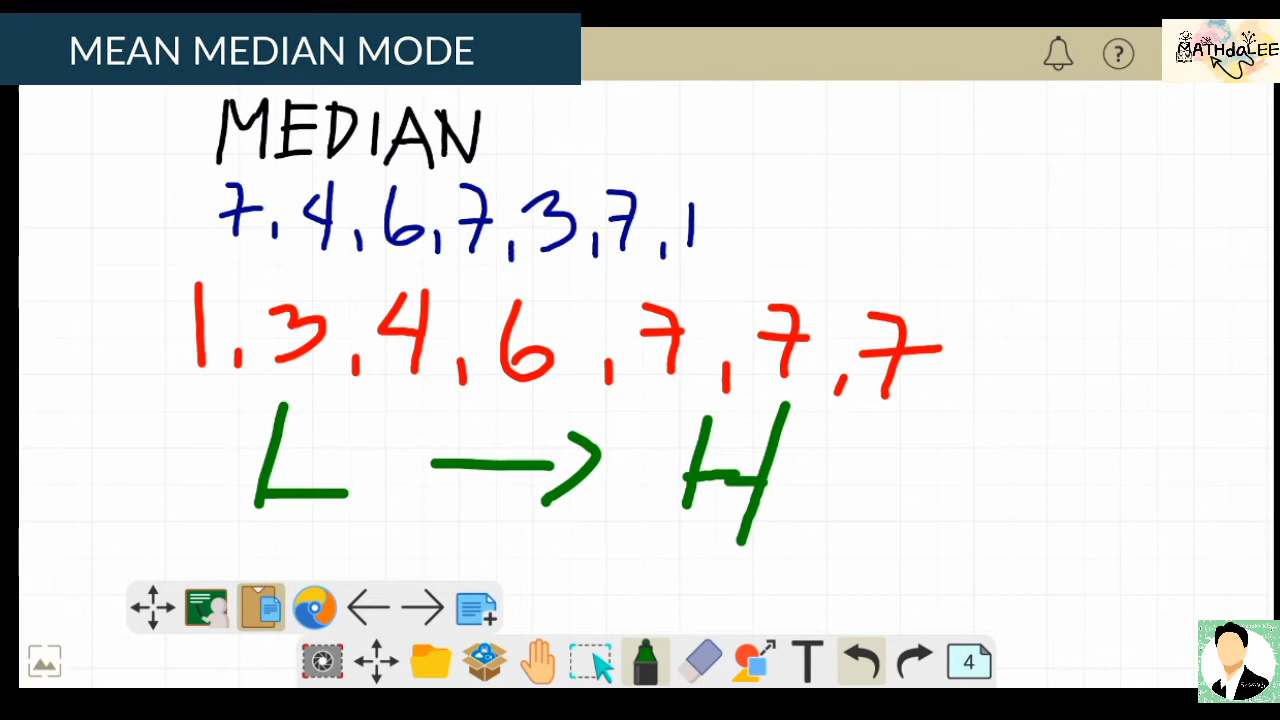 MEAN MEDIAN MODE
MATHdaLEE
MEDIAN
7, 4, 6, 7, 3, 7, 1
1, 3, 4, 6, 7, 7, 7
L → H
T
4